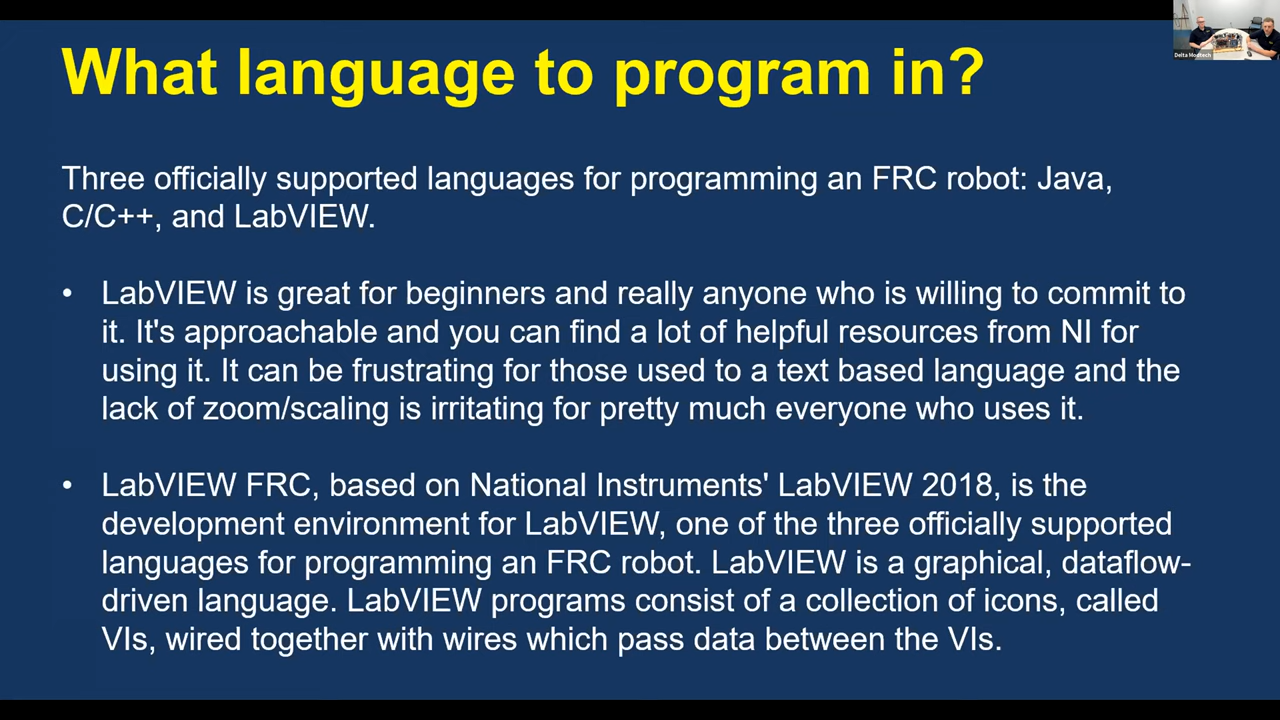 Delta Modtech
What language to program in?
Three officially supported languages for programming an FRC robot: Java,
C/C++, and LabVIEW.
• LabVIEW is great for beginners and really anyone who is willing to commit to
it. It's approachable and you can find a lot of helpful resources from NI for
using it. It can be frustrating for those used to a text based language and the
lack of zoom/scaling is irritating for pretty much everyone who uses it.
• LabVIEW FRC, based on National Instruments' LabVIEW 2018, is the
development environment for LabVIEW, one of the three officially supported
languages for programming an FRC robot. LabVIEW is a graphical, dataflow-
driven language. LabVIEW programs consist of a collection of icons, called
VIs, wired together with wires which pass data between the VIs.